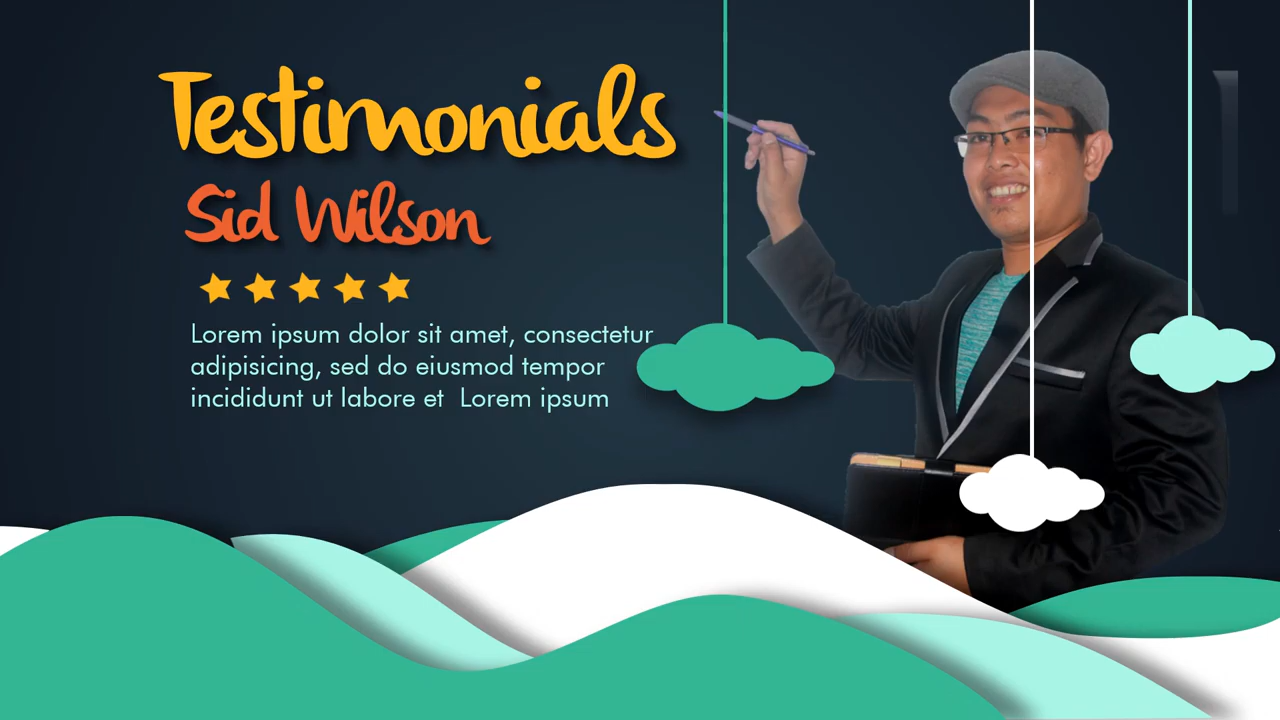 Testimonials
Sid Wilson
Lorem ipsum dolor sit amet, consectetur
adipisicing, sed do eiusmod tempor
incididunt ut labore et  Lorem ipsum